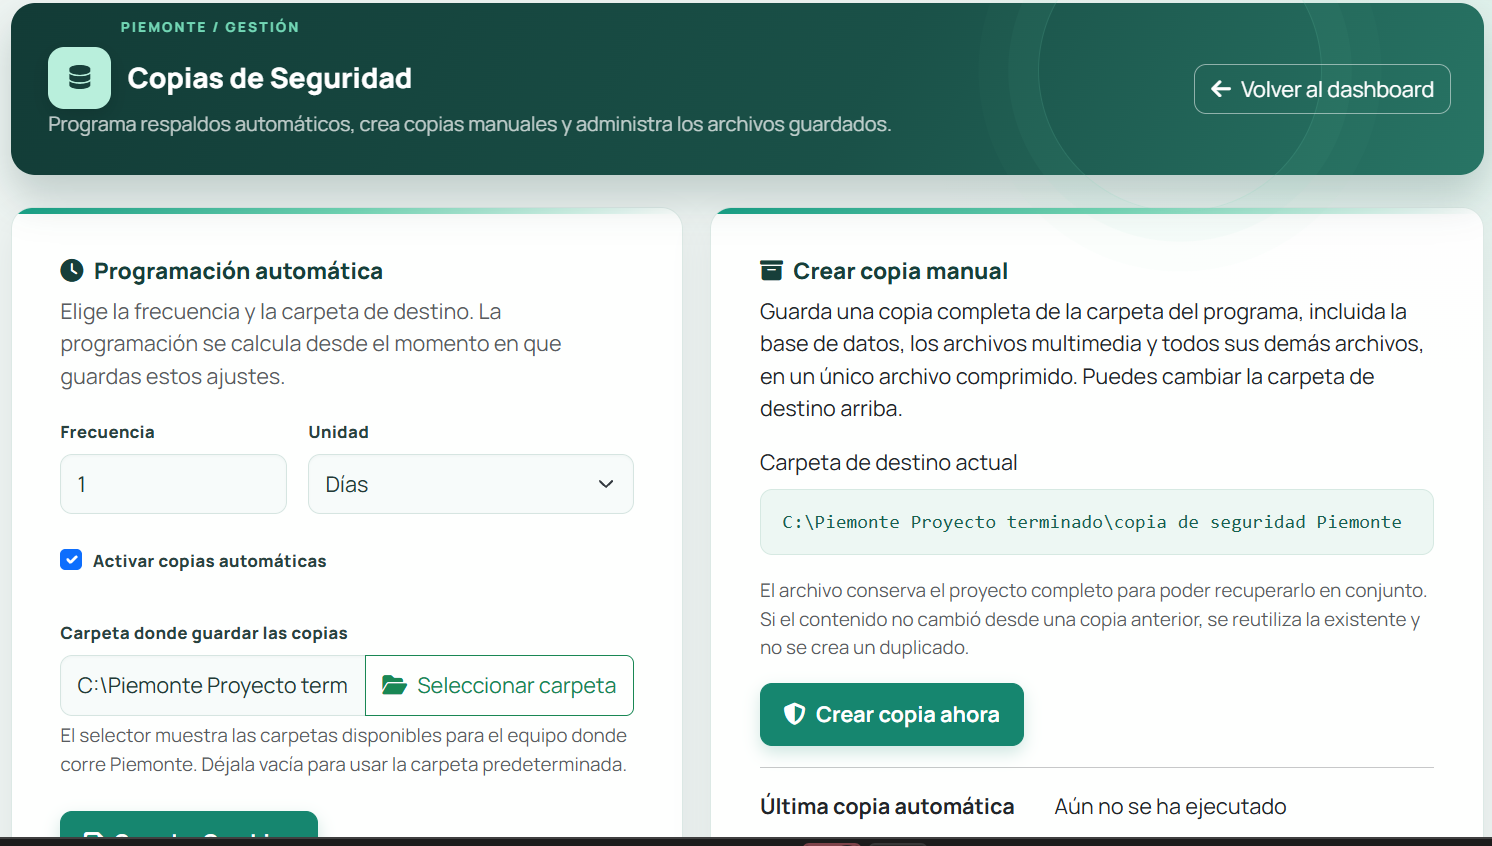 PIEMONTE / GESTIÓN
Copias de Seguridad
Programa respaldos automáticos, crea copias manuales y administra los archivos guardados.
Volver al dashboard
Programación automática
Elige la frecuencia y la carpeta de destino. La
programación se calcula desde el momento en que
guardas estos ajustes.
Frecuencia
Unidad
1
Días
Activar copias automáticas
Carpeta donde guardar las copias
C:\Piemonte Proyecto term
Seleccionar carpeta
El selector muestra las carpetas disponibles para el equipo donde
corre Piemonte. Déjala vacía para usar la carpeta predeterminada.
Crear copia manual
Guarda una copia completa de la carpeta del programa, incluida la
base de datos, los archivos multimedia y todos sus demás archivos,
en un único archivo comprimido. Puedes cambiar la carpeta de
destino arriba.
Carpeta de destino actual
C:\Piemonte Proyecto terminado\copia de seguridad Piemonte
El archivo conserva el proyecto completo para poder recuperarlo en conjunto.
Si el contenido no cambió desde una copia anterior, se reutiliza la existente y
no se crea un duplicado.
Crear copia ahora
Última copia automática
Aún no se ha ejecutado